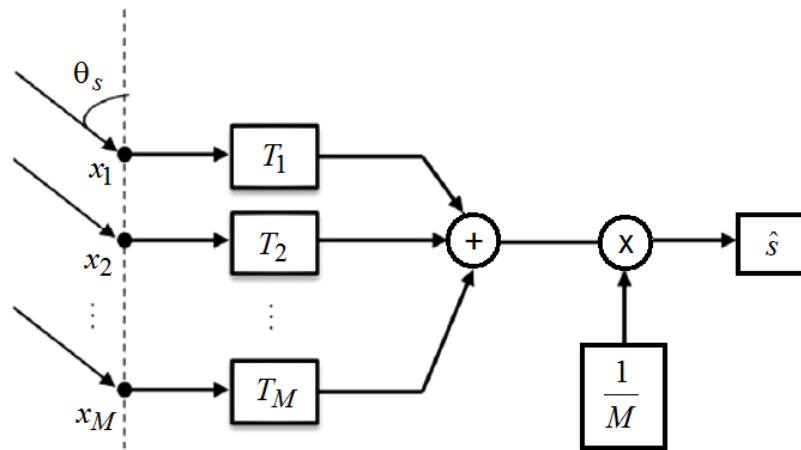 θs
x1
T1
x2
T2
+
x
ŝ
⋮
⋮
xM
TM
1
M